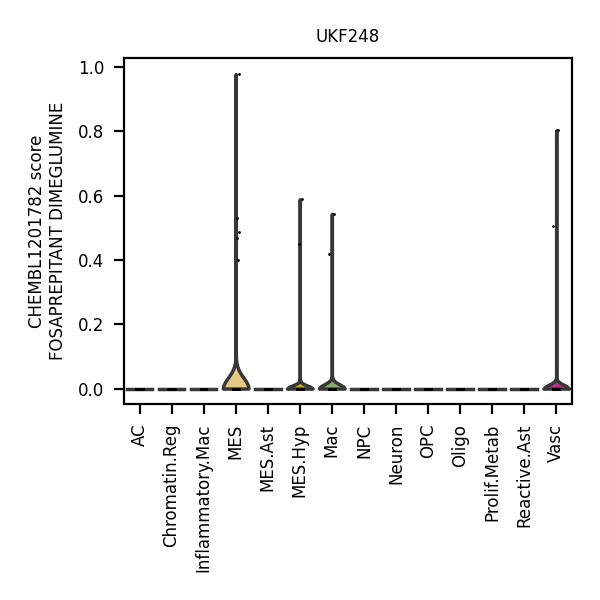 UKF248
CHEMBL1201782 score
FOSAPREPITANT DIMEGLUMINE
1.0
0.8
0.6
0.4
0.2
0.0
AC
Chromatin.Reg
Inflammatory.Mac
MES
MES.Ast
MES.Hyp
Mac
NPC
Neuron
OPC
Oligo
Prolif.Metab
Reactive.Ast
Vasc